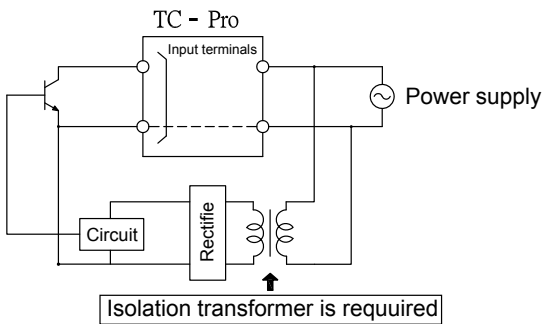 TC - Pro
Input terminals
Power supply
Circuit
Rectifie
Isolation transformer is requuired